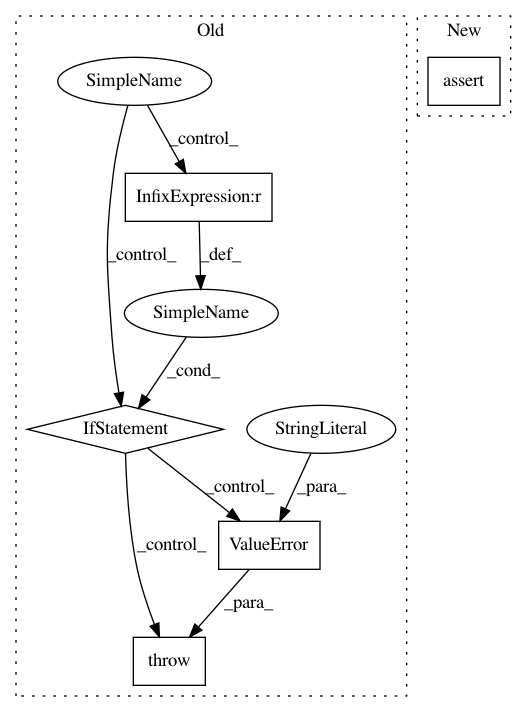 Old
New
SimpleName
assert
_control_
InfixExpression:r
_control_
_def_
SimpleName
_cond_
IfStatement
StringLiteral
_control_
_para_
_control_
ValueError
_para_
throw